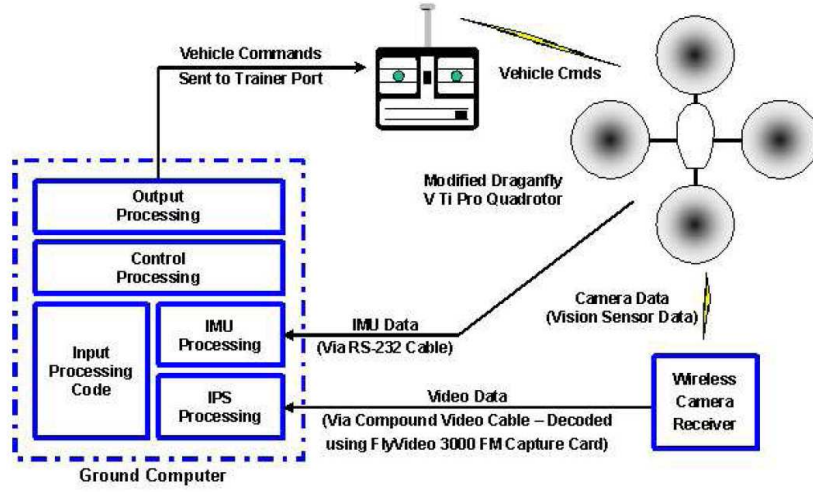 Vehicle Commands
Sent to Trainer Port
Vehicle Cmds
Modified Draganfly
V Ti Pro Quadrotor
Output
Processing
Control
Processing
Input
Processing
Code
IMU
Processing
IPS
Processing
IMU Data
(Via RS-232 Cable)
Camera Data
(Vision Sensor Data)
Video Data
(Via Compound Video Cable – Decoded
using FlyVideo 3000 FM Capture Card)
Wireless
Camera
Receiver
Ground Computer